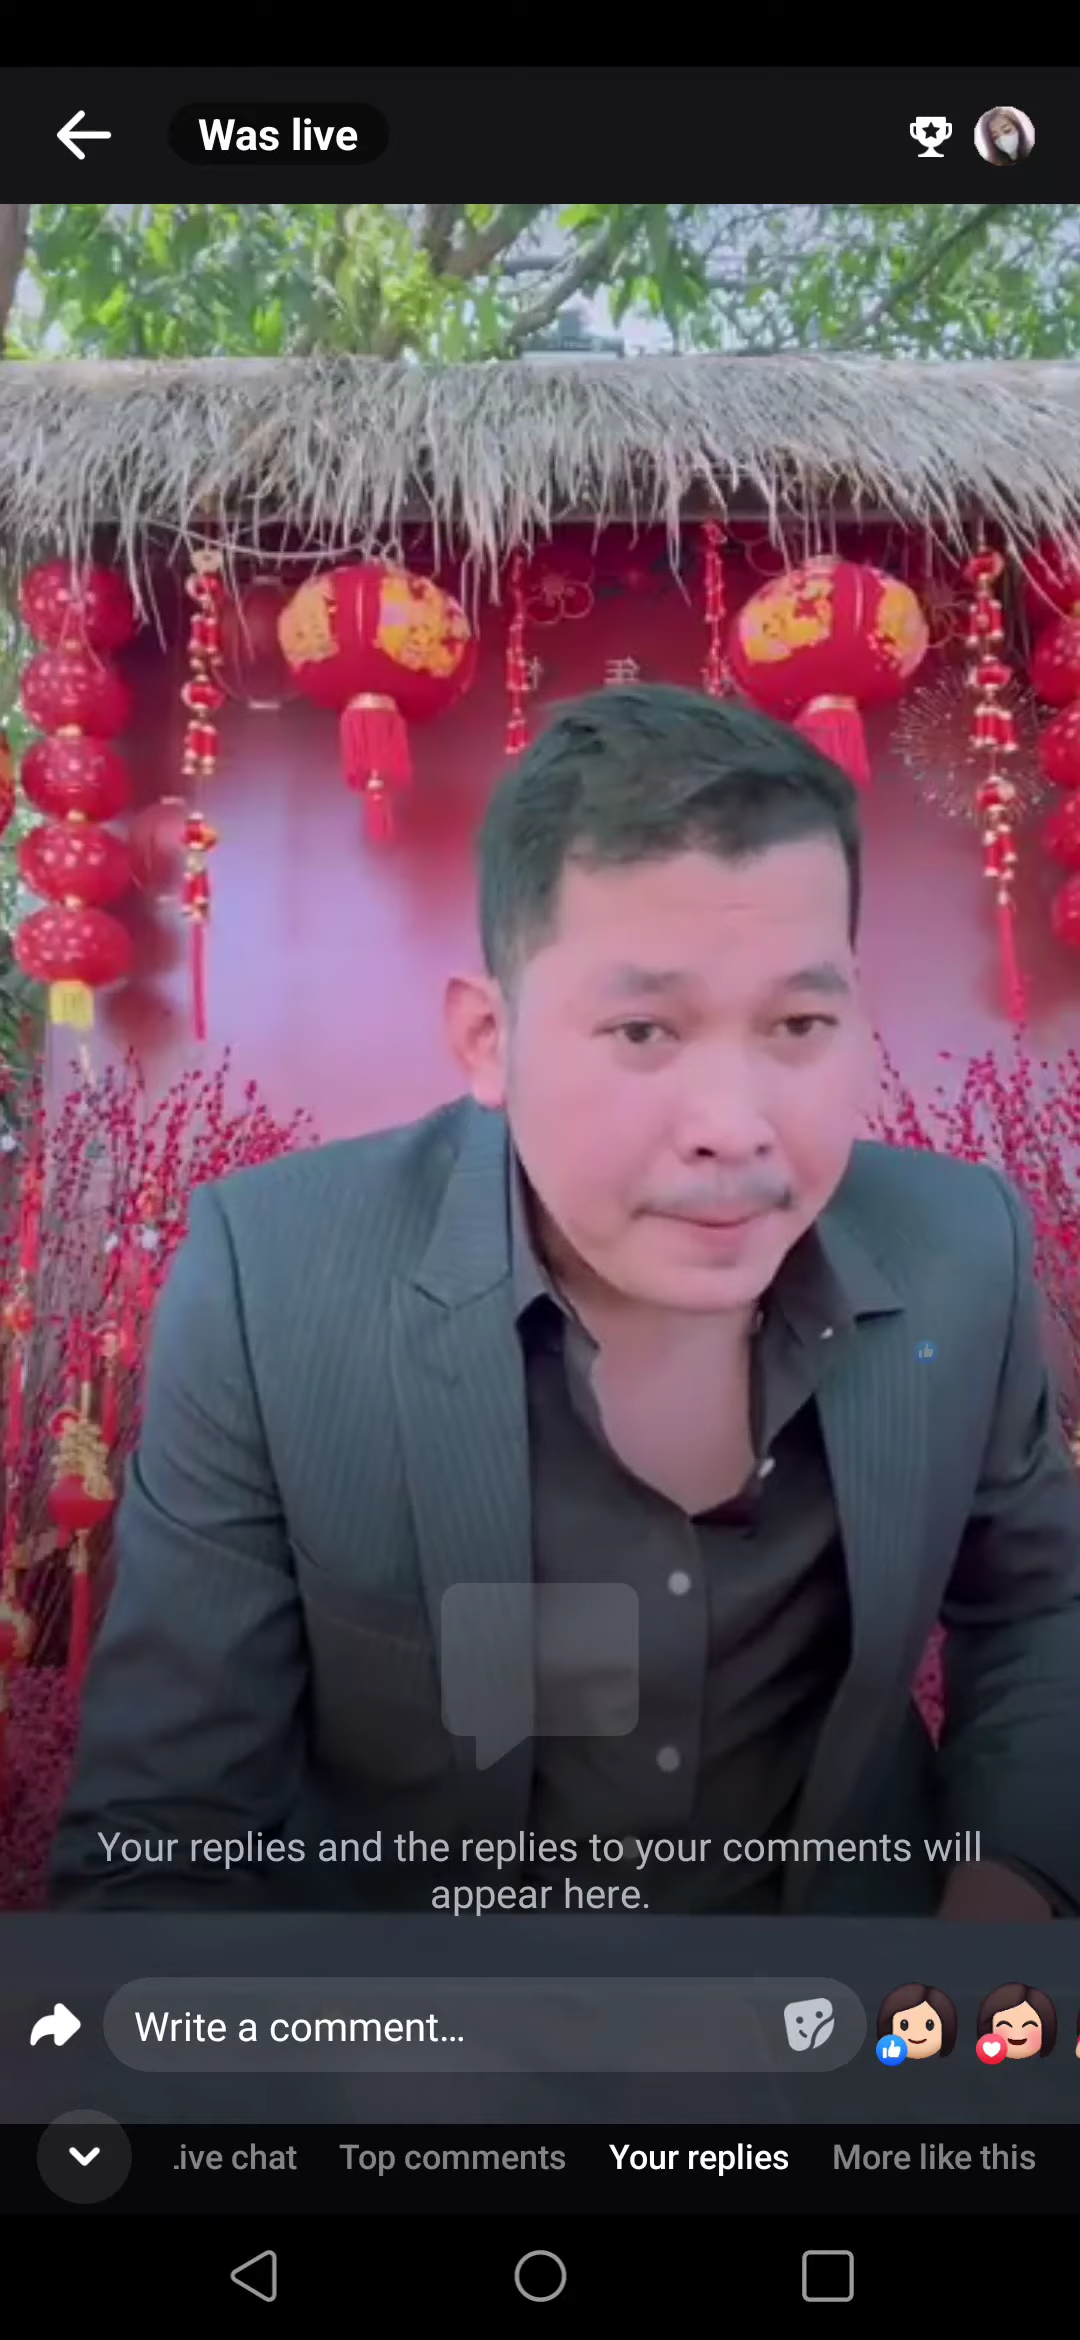 Was live
年
Your replies and the replies to your comments will
appear here.
Write a comment...
.ive chat
Top comments
Your replies
More like this